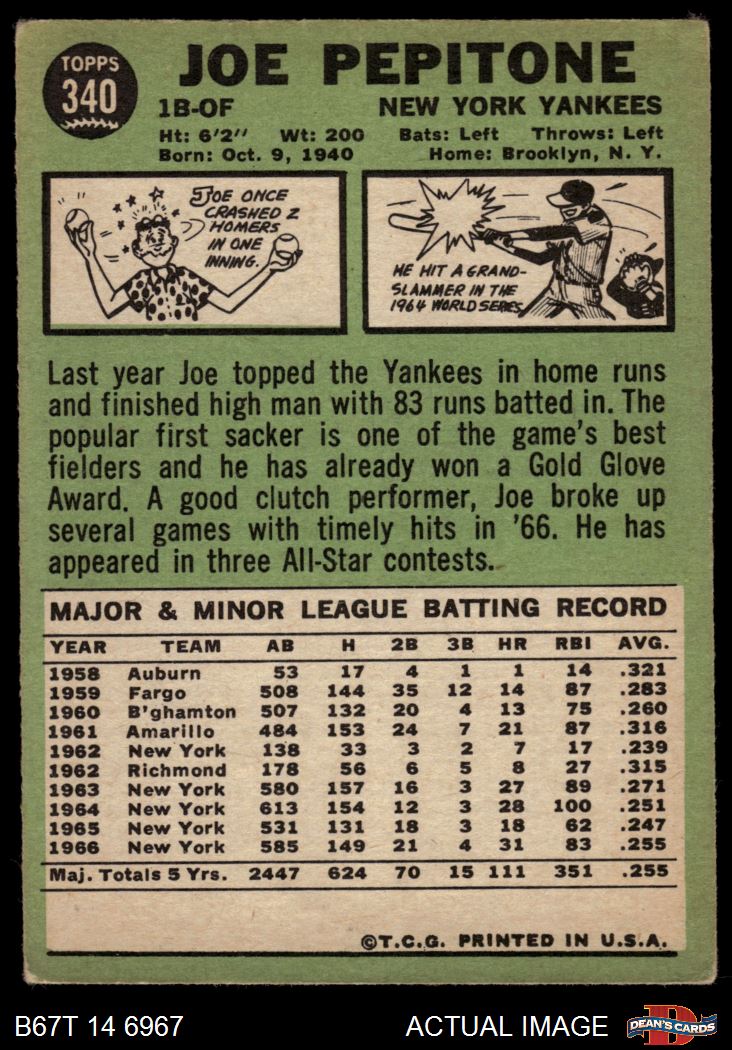 TOPPS
340
JOE PEPITONE
1B-OF NEW YORK YANKEES
Ht: 6'2" Wt: 200 Bats: Left Throws: Left
Born: Oct. 9, 1940 Home: Brooklyn, N. Y.
JOE ONCE
CRASHED 2
HOMERS
IN ONE
INNING.
HE HIT A GRAND-
SLAMMER IN THE
1964 WORLD SERIES
Last year Joe topped the Yankees in home runs
and finished high man with 83 runs batted in. The
popular first sacker is one of the game's best
fielders and he has already won a Gold Glove
Award. A good clutch performer, Joe broke up
several games with timely hits in '66. He has
appeared in three All-Star contests.
MAJOR & MINOR LEAGUE BATTING RECORD
YEAR TEAM AB H 2B 3B HR RBI AVG.
1958 Auburn 53 17 4 1 1 14 .321
1959 Fargo 508 144 35 12 14 87 .283
1960 B'ghamton 507 132 20 4 13 75 .260
1961 Amarillo 484 153 24 7 21 87 .316
1962 New York 138 33 3 2 7 17 .239
1962 Richmond 178 56 6 5 8 27 .315
1963 New York 580 157 16 3 27 89 .271
1964 New York 613 154 12 3 28 100 .251
1965 New York 531 131 18 3 18 62 .247
1966 New York 585 149 21 4 31 83 .255
Maj. Totals 5 Yrs. 2447 624 70 15 111 351 .255
©T.C.G. PRINTED IN U.S.A.
B67T 14 6967 ACTUAL IMAGE
D
DEAN'S CARDS